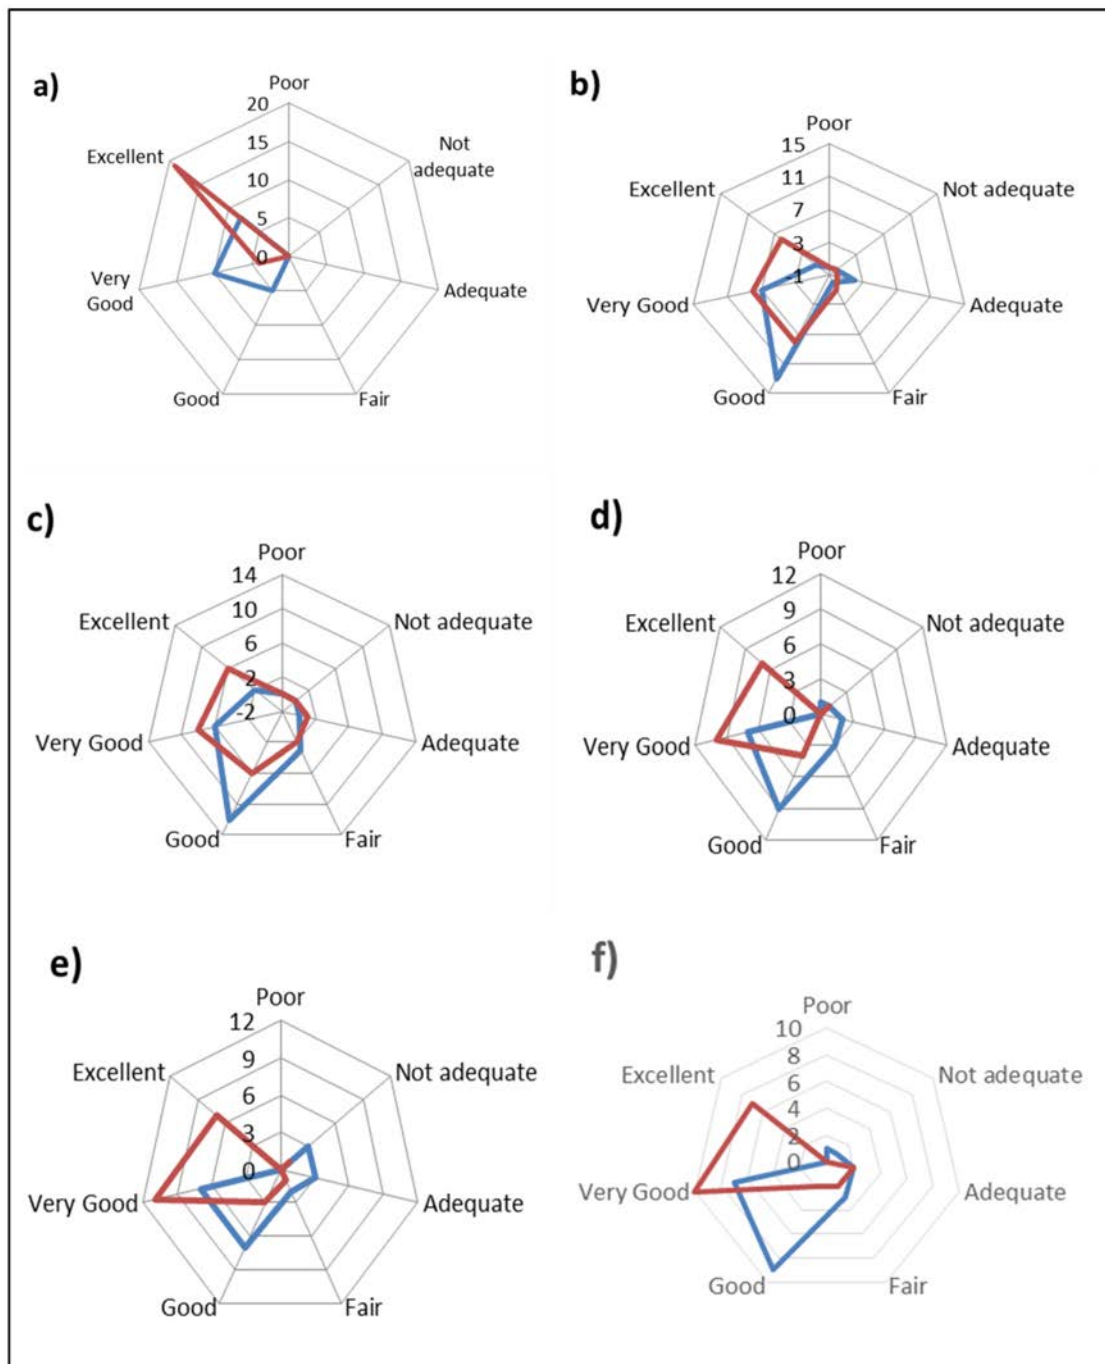 a)
Poor
20
15
10
5
0
Not
adequate
Adequate
Fair
Good
Very
Good
Excellent
b)
Poor
15
11
7
3
-1
Not adequate
Adequate
Fair
Good
Very Good
Excellent
c)
Poor
14
10
6
2
-2
Not adequate
Adequate
Fair
Good
Very Good
Excellent
d)
Poor
12
9
6
3
0
Not adequate
Adequate
Fair
Good
Very Good
Excellent
e)
Poor
12
9
6
3
0
Not adequate
Adequate
Fair
Good
Very Good
Excellent
f)
Poor
10
8
6
4
2
0
Not adequate
Adequate
Fair
Good
Very Good
Excellent